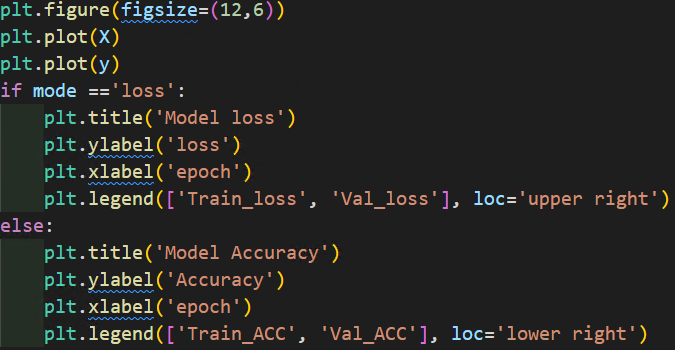 plt.figure(figsize=(12,6))
plt.plot(X)
plt.plot(y)
if mode =='loss':
    plt.title('Model loss')
    plt.ylabel('loss')
    plt.xlabel('epoch')
    plt.legend(['Train_loss', 'Val_loss'], loc='upper right')
else:
    plt.title('Model Accuracy')
    plt.ylabel('Accuracy')
    plt.xlabel('epoch')
    plt.legend(['Train_ACC', 'Val_ACC'], loc='lower right')